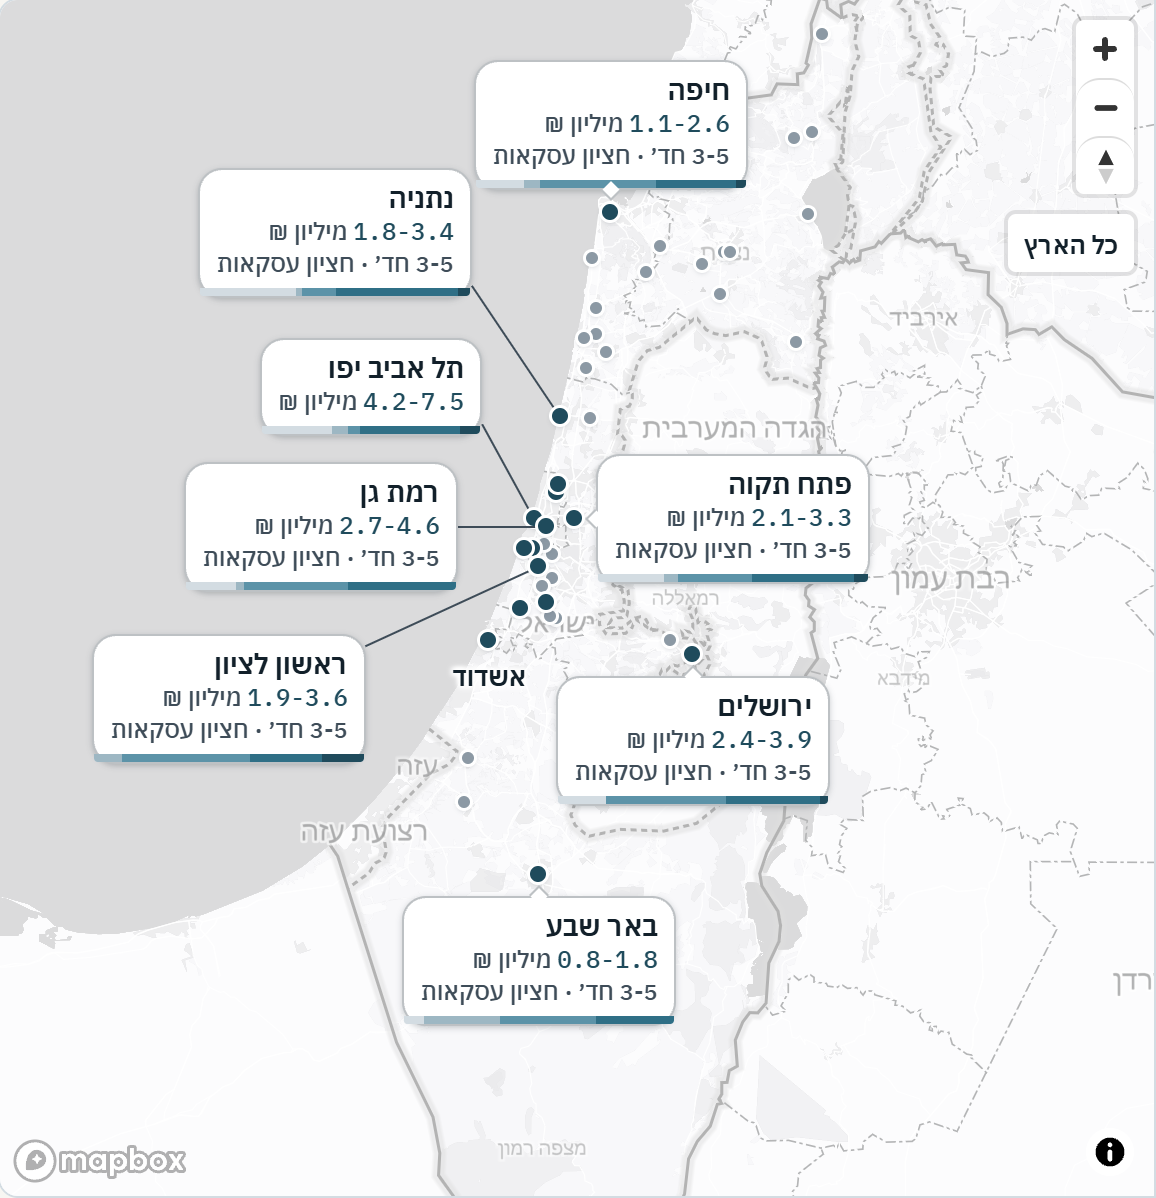 חיפה
1.1-2.6 מיליון ₪
3-5 חד׳ · חציון עסקאות
נתניה
1.8-3.4 מיליון ₪
3-5 חד׳ · חציון עסקאות
כל הארץ
אירביד
תל אביב יפו
4.2-7.5 מיליון ₪
הגדה המערבית
רמת גן
2.7-4.6 מיליון ₪
3-5 חד׳ · חציון עסקאות
פתח תקוה
2.1-3.3 מיליון ₪
3-5 חד׳ · חציון עסקאות
רבת עמון
רמאללה
ישראל
ראשון לציון
1.9-3.6 מיליון ₪
3-5 חד׳ · חציון עסקאות
אשדוד
מידבא
ירושלים
2.4-3.9 מיליון ₪
3-5 חד׳ · חציון עסקאות
עזה
רצועת עזה
באר שבע
0.8-1.8 מיליון ₪
3-5 חד׳ · חציון עסקאות
מצפה רמון
mapbox